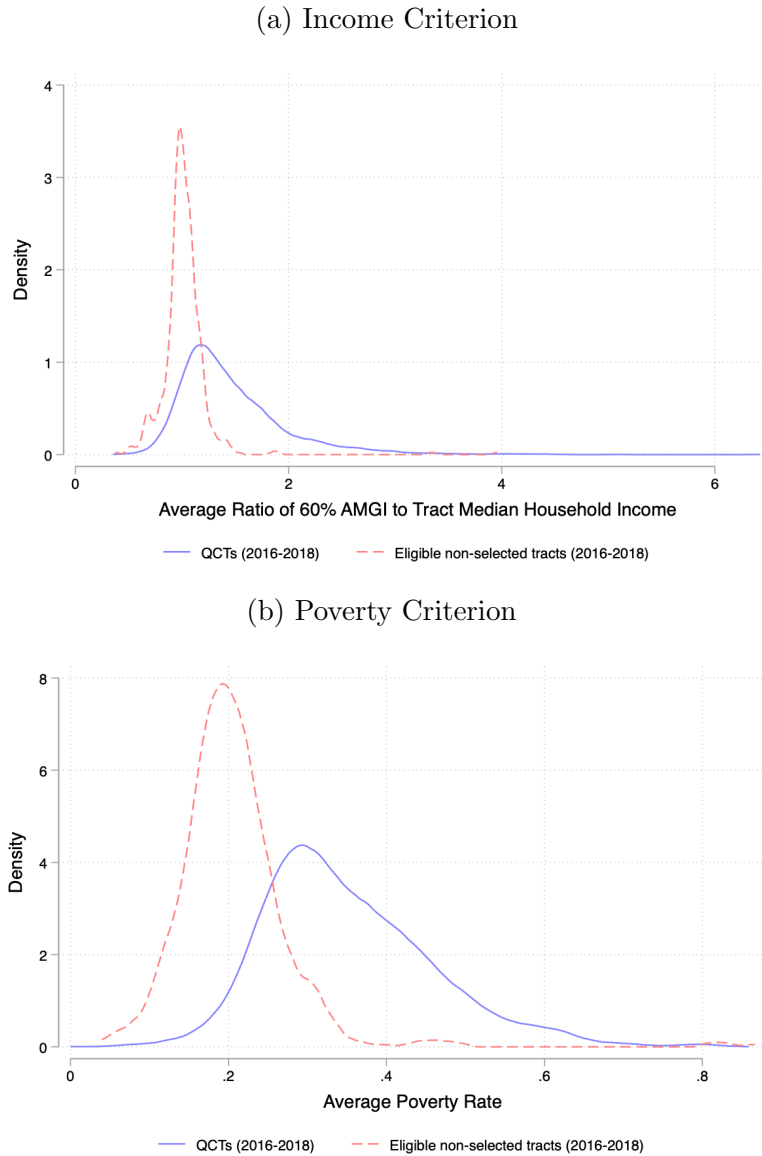 (a) Income Criterion
4
3
2
1
0
Density
0 2 4 6
Average Ratio of 60% AMGI to Tract Median Household Income
QCTs (2016-2018) Eligible non-selected tracts (2016-2018)
(b) Poverty Criterion
8
6
4
2
0
Density
0 .2 .4 .6 .8
Average Poverty Rate
QCTs (2016-2018) Eligible non-selected tracts (2016-2018)